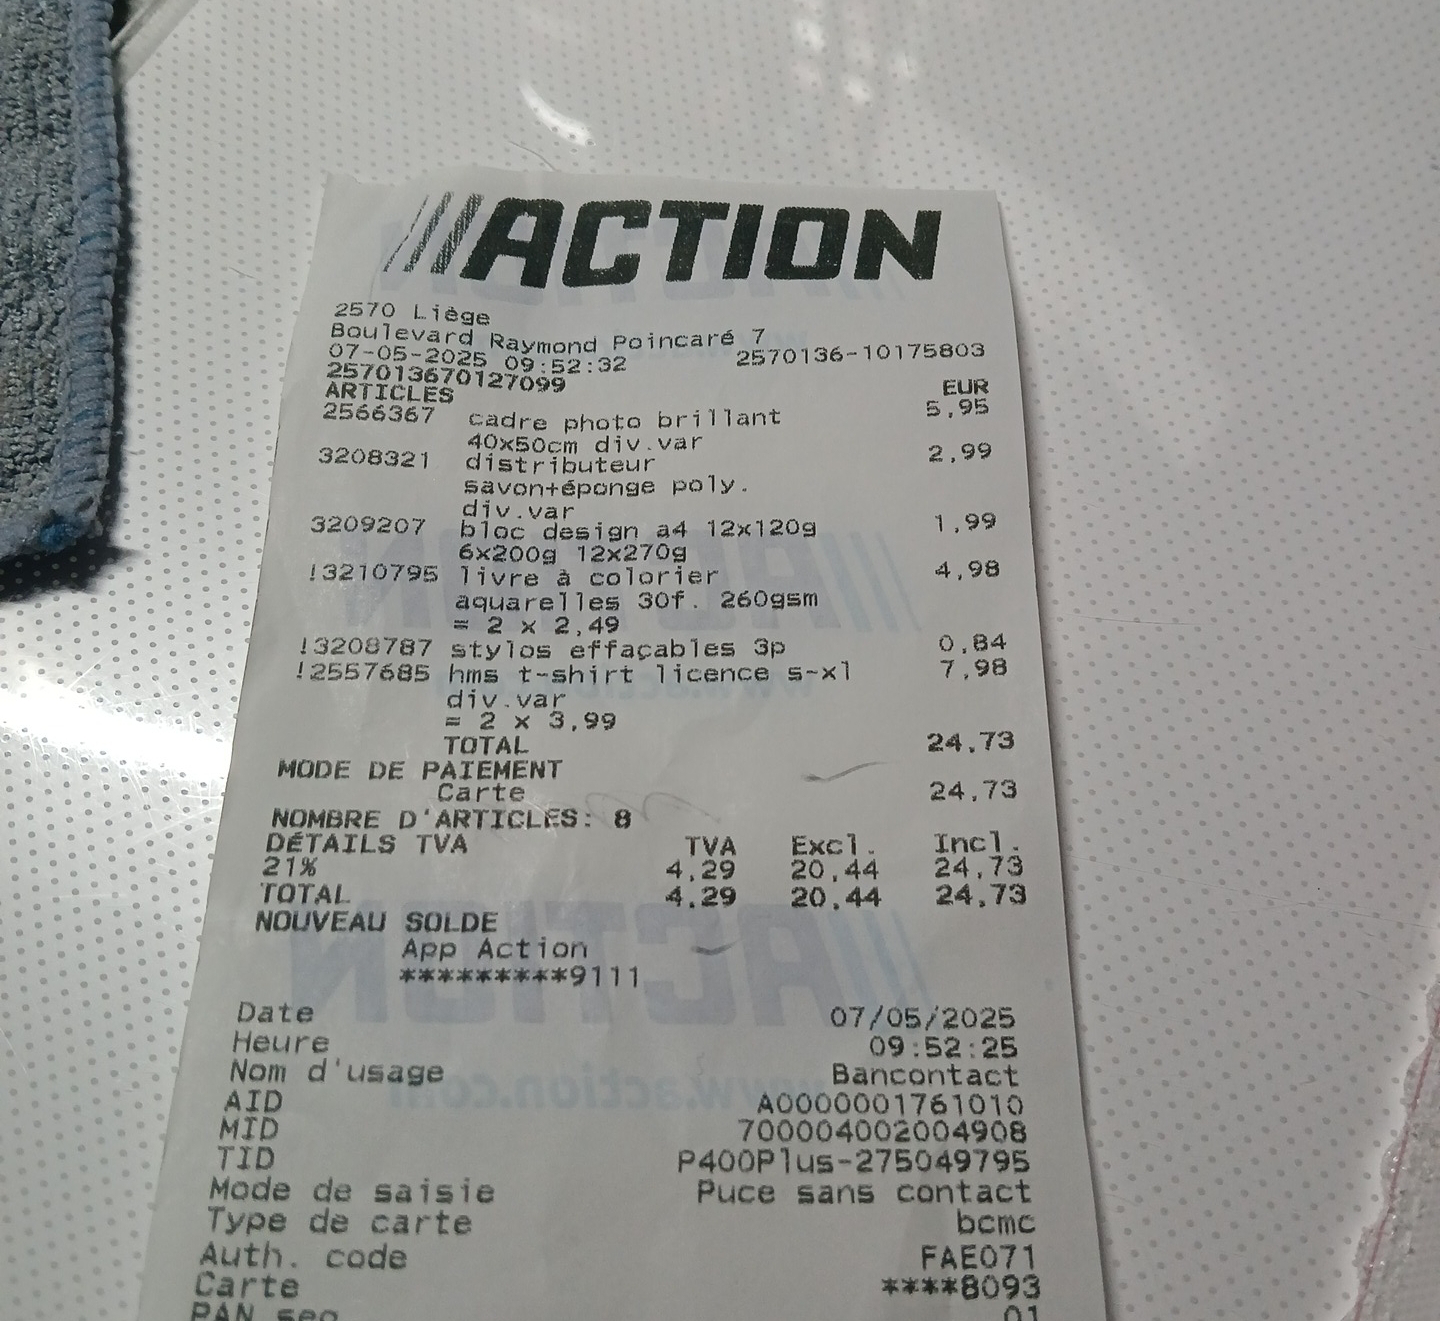 ACTION
2570 Liège
Boulevard Raymond Poincaré 7
07-05-2025 09:52:32 2570136-10175803
257013670127099
ARTICLES EUR
2566367 cadre photo brillant 5,95
40x50cm div.var
3208321 distributeur 2,99
savon+éponge poly.
div.var
3209207 bloc design a4 12x120g 1,99
6x200g 12x270g
!3210795 livre à colorier 4,98
aquarelles 30f. 260gsm
= 2 x 2,49
!3208787 stylos effaçables 3p 0,84
!2557685 hms t-shirt licence s-xl 7,98
div.var
= 2 x 3,99
TOTAL 24,73
MODE DE PAIEMENT
Carte 24,73
NOMBRE D'ARTICLES: 8
DÉTAILS TVA TVA Excl. Incl.
21% 4,29 20,44 24,73
TOTAL 4,29 20,44 24,73
NOUVEAU SOLDE
App Action
*********9111
Date 07/05/2025
Heure 09:52:25
Nom d'usage Bancontact
AID A0000001761010
MID 700004002004908
TID P400Plus-275049795
Mode de saisie Puce sans contact
Type de carte bcmc
Auth. code FAE071
Carte ****8093
PAN seq 01